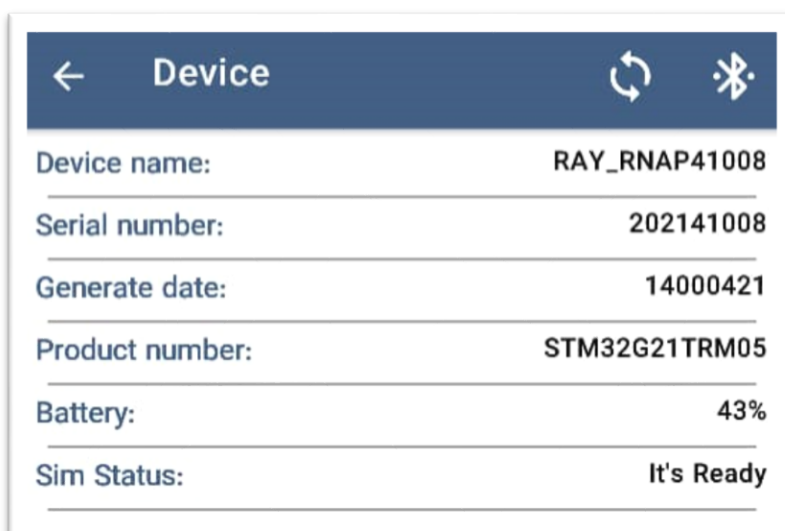 Device
Device name: RAY_RNAP41008
Serial number: 202141008
Generate date: 14000421
Product number: STM32G21TRM05
Battery: 43%
Sim Status: It's Ready